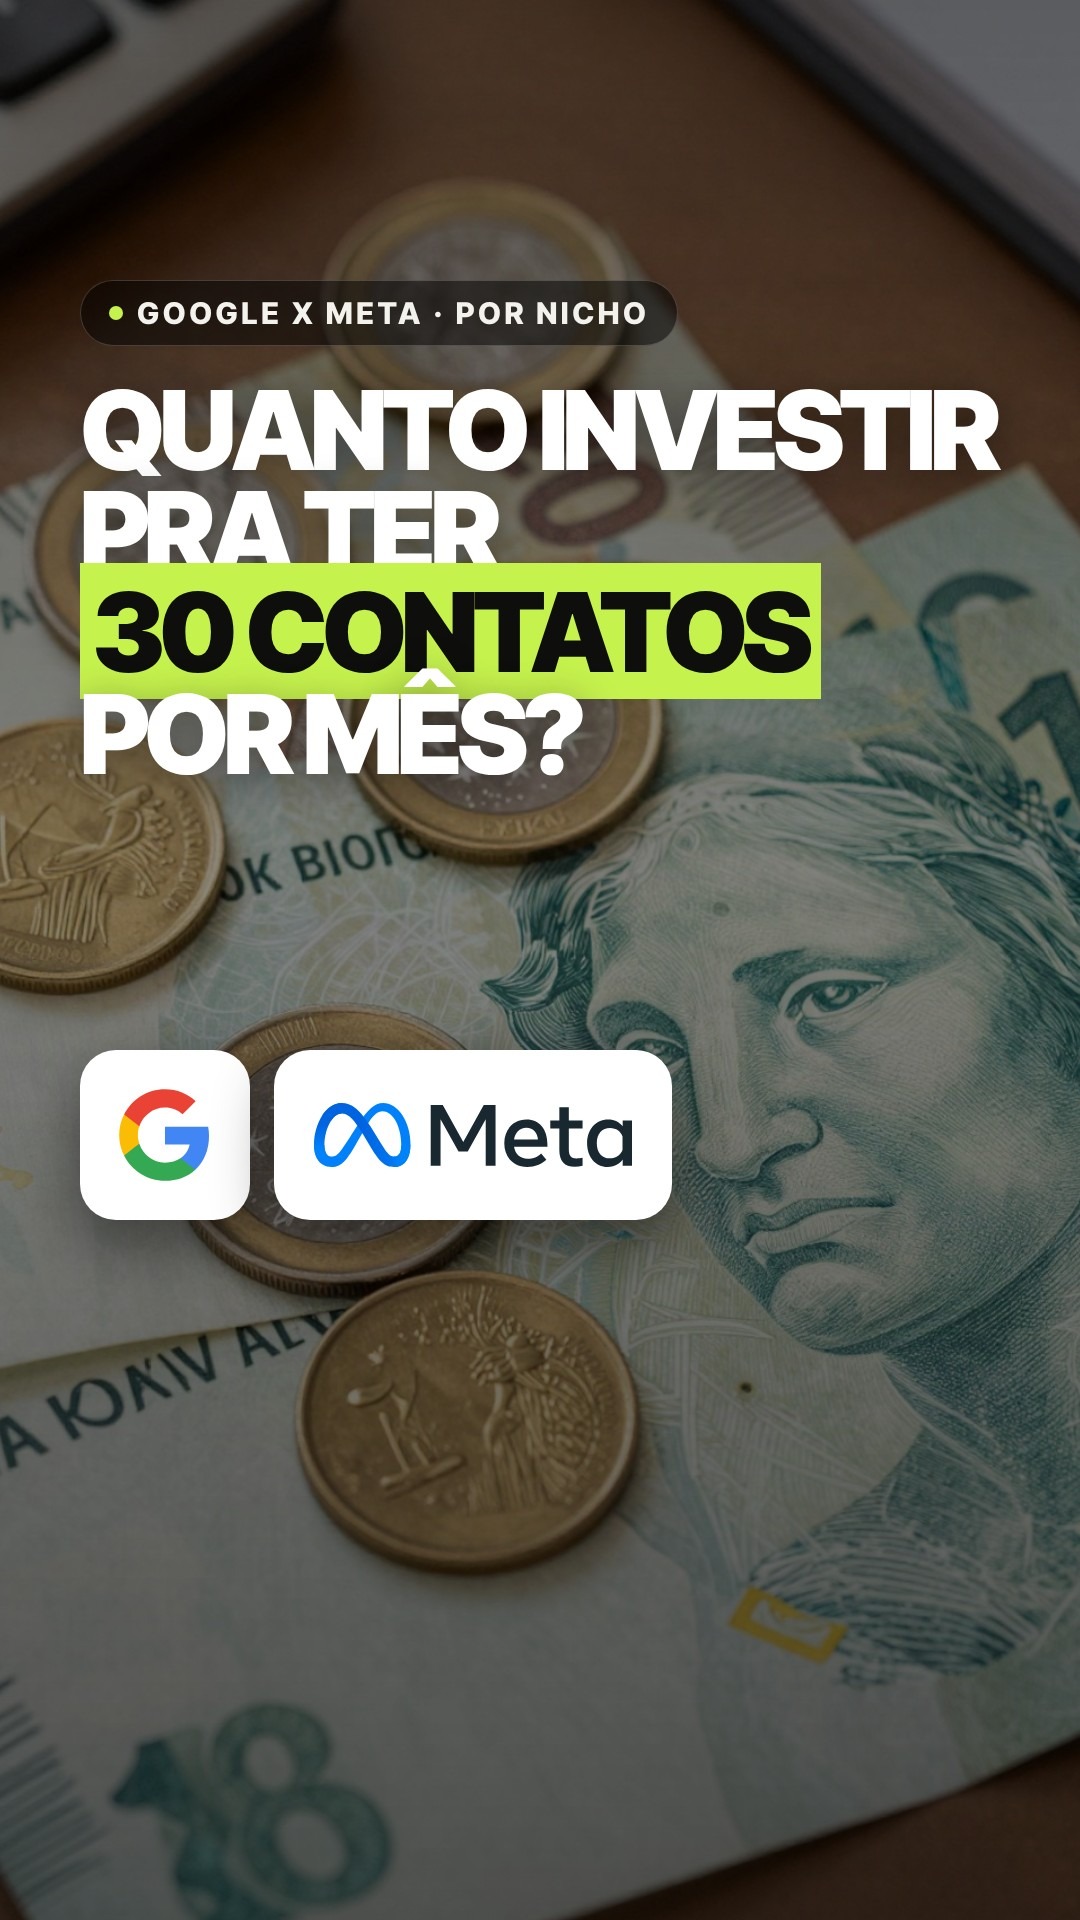 GOOGLE X META · POR NICHO
QUANTO INVESTIR
PRA TER
30 CONTATOS
POR MÊS?
G
Meta